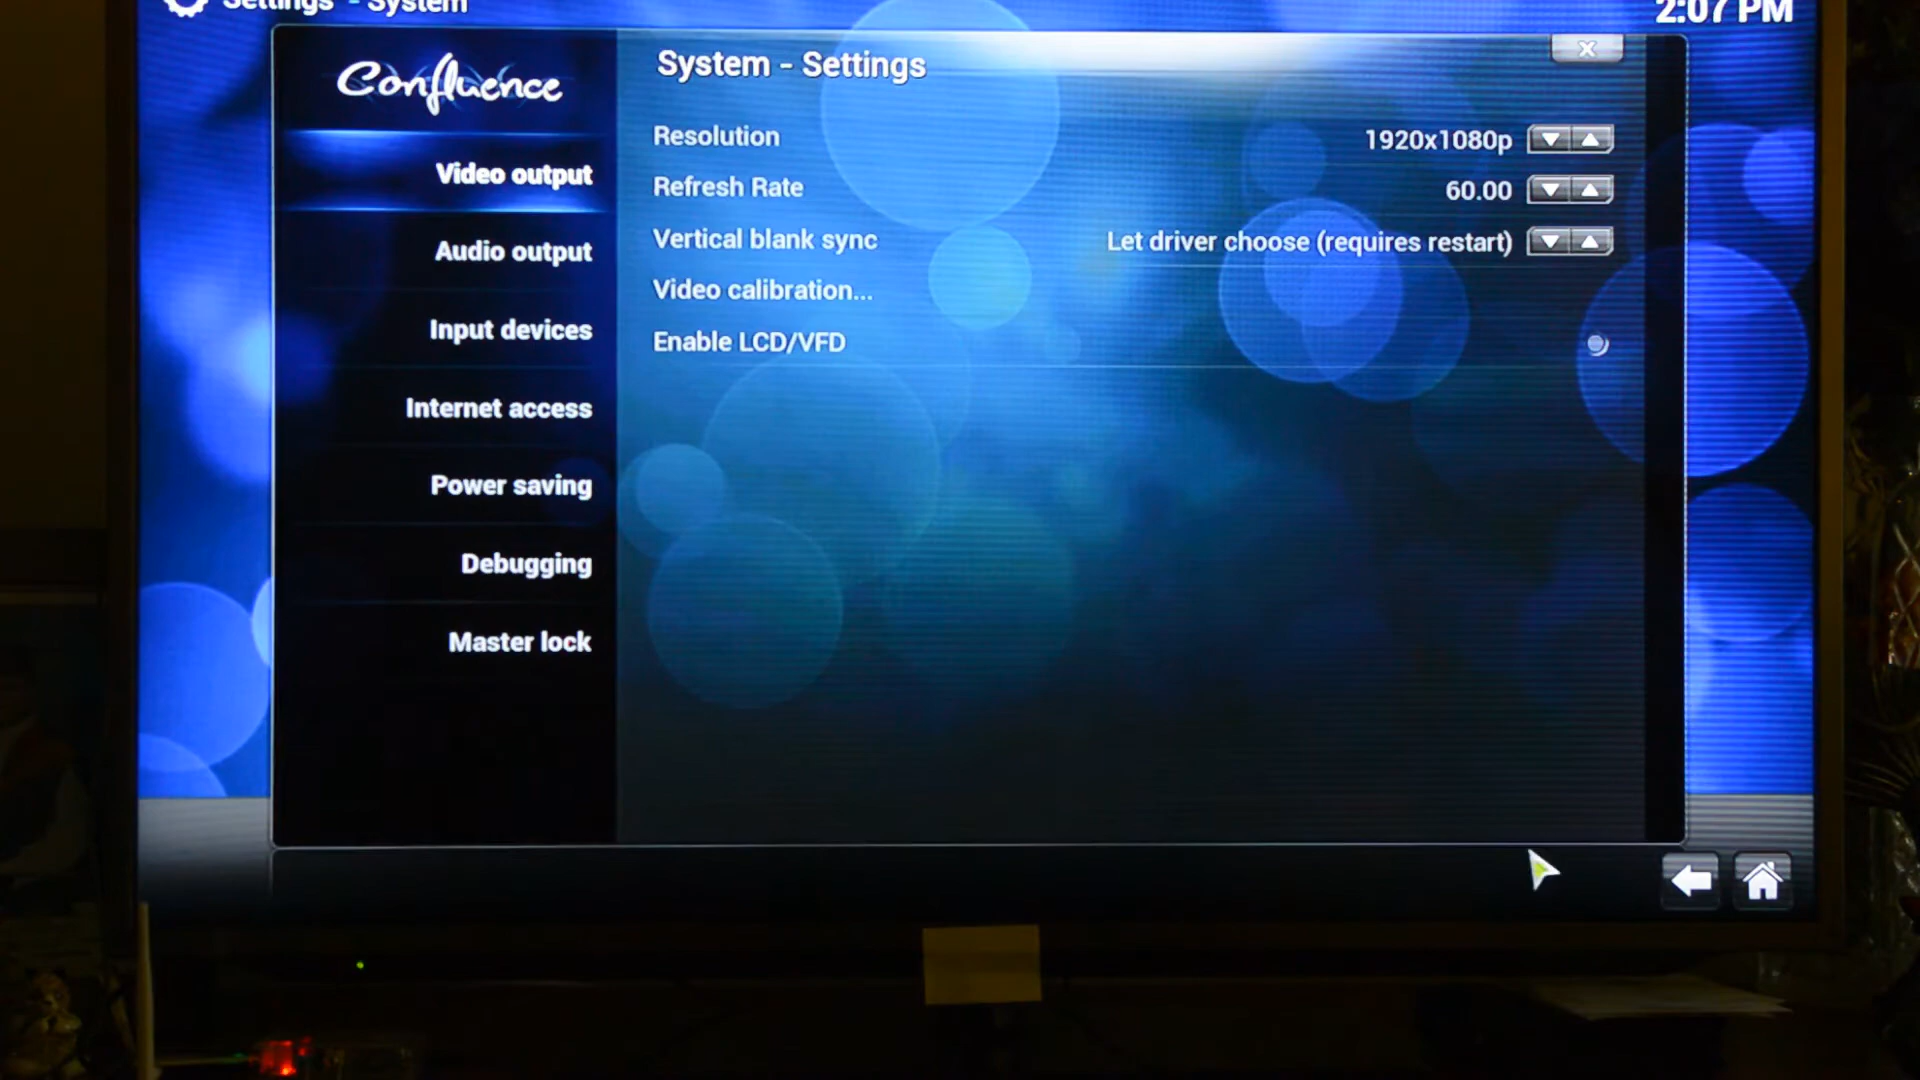 Settings - System
2:07 PM
Confluence
System - Settings
Video output
Audio output
Input devices
Internet access
Power saving
Debugging
Master lock
Resolution 1920x1080p
Refresh Rate 60.00
Vertical blank sync Let driver choose (requires restart)
Video calibration...
Enable LCD/VFD